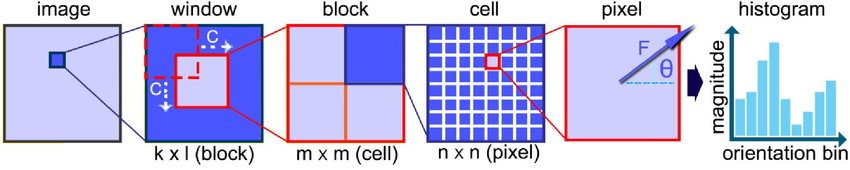 image window block cell pixel histogram
C
C
F
θ
magnitude
k x l (block) m x m (cell) n x n (pixel) orientation bin